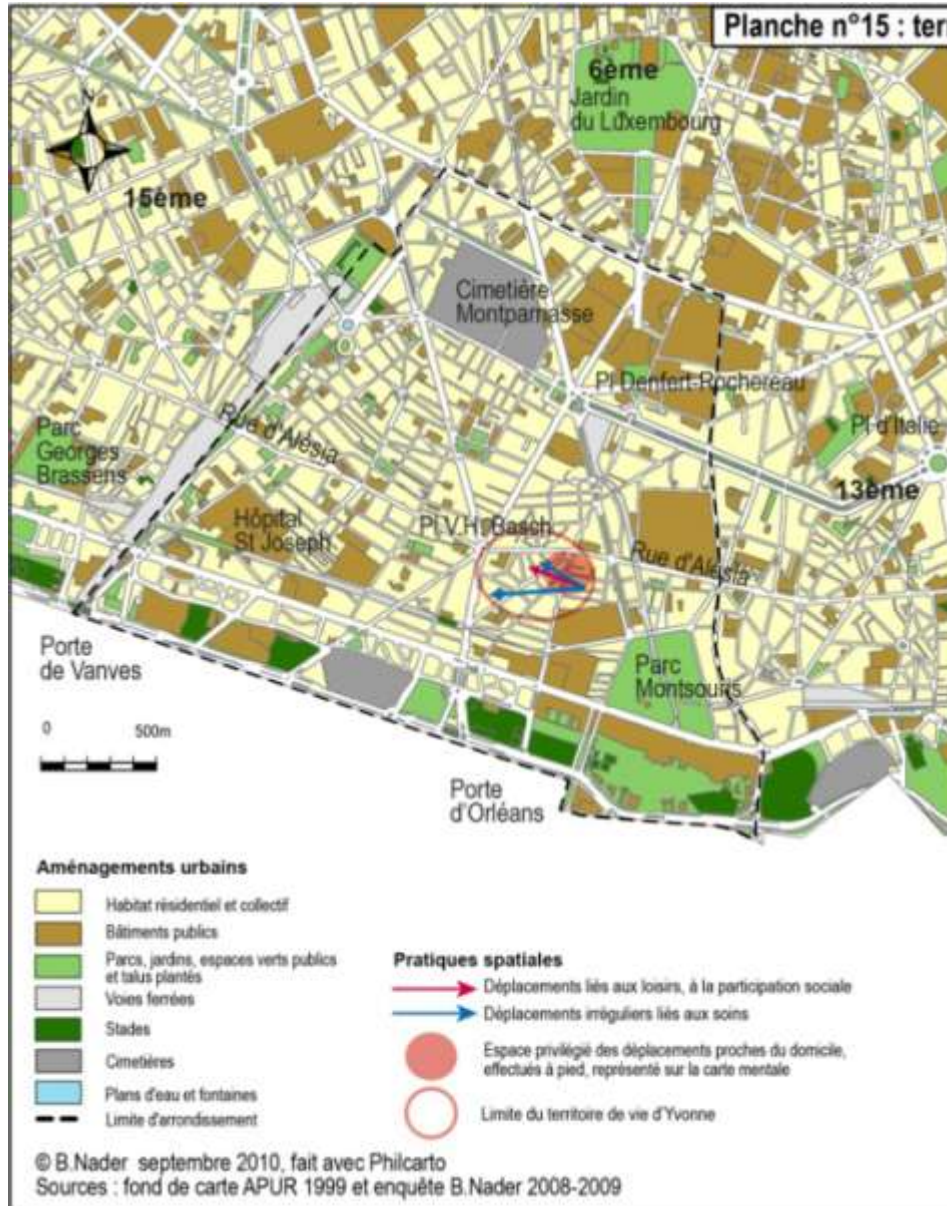 Planche n°15 : ter
6ème
Jardin
du Luxembourg
15ème
Cimetière
Montparnasse
Pl Denfert-Rochereau
Pl d'Italie
Rue d'Alésia
Parc
Georges
Brassens
13ème
Hôpital
St Joseph
Pl V.H. Basch
Rue d'Alésia
Porte
de Vanves
Parc
Montsouris
0 500m
Porte
d'Orléans
Aménagements urbains
Habitat résidentiel et collectif
Bâtiments publics
Parcs, jardins, espaces verts publics
et talus plantés
Voies ferrées
Stades
Cimetières
Plans d'eau et fontaines
Limite d'arrondissement
Pratiques spatiales
Déplacements liés aux loisirs, à la participation sociale
Déplacements irréguliers liés aux soins
Espace privilégié des déplacements proches du domicile,
effectués à pied, représenté sur la carte mentale
Limite du territoire de vie d'Yvonne
© B.Nader septembre 2010, fait avec Philcarto
Sources : fond de carte APUR 1999 et enquête B.Nader 2008-2009